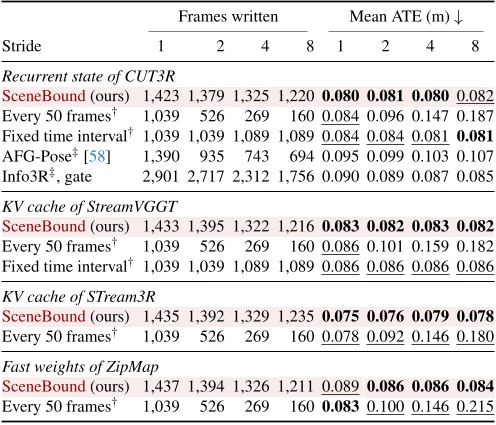 Frames written Mean ATE (m) ↓
Stride 1 2 4 8 1 2 4 8
Recurrent state of CUT3R
SceneBound (ours) 1,423 1,379 1,325 1,220 0.080 0.081 0.080 0.082
Every 50 frames† 1,039 526 269 160 0.084 0.096 0.147 0.187
Fixed time interval† 1,039 1,039 1,089 1,089 0.084 0.084 0.081 0.081
AFG-Pose‡ [58] 1,390 935 743 694 0.095 0.099 0.103 0.107
Info3R‡, gate 2,901 2,717 2,312 1,756 0.090 0.089 0.087 0.085
KV cache of StreamVGGT
SceneBound (ours) 1,433 1,395 1,322 1,216 0.083 0.082 0.083 0.082
Every 50 frames† 1,039 526 269 160 0.086 0.101 0.159 0.182
Fixed time interval† 1,039 1,039 1,089 1,089 0.086 0.086 0.086 0.086
KV cache of STream3R
SceneBound (ours) 1,435 1,392 1,329 1,235 0.075 0.076 0.079 0.078
Every 50 frames† 1,039 526 269 160 0.078 0.092 0.146 0.180
Fast weights of ZipMap
SceneBound (ours) 1,437 1,394 1,326 1,211 0.089 0.086 0.086 0.084
Every 50 frames† 1,039 526 269 160 0.083 0.100 0.146 0.215